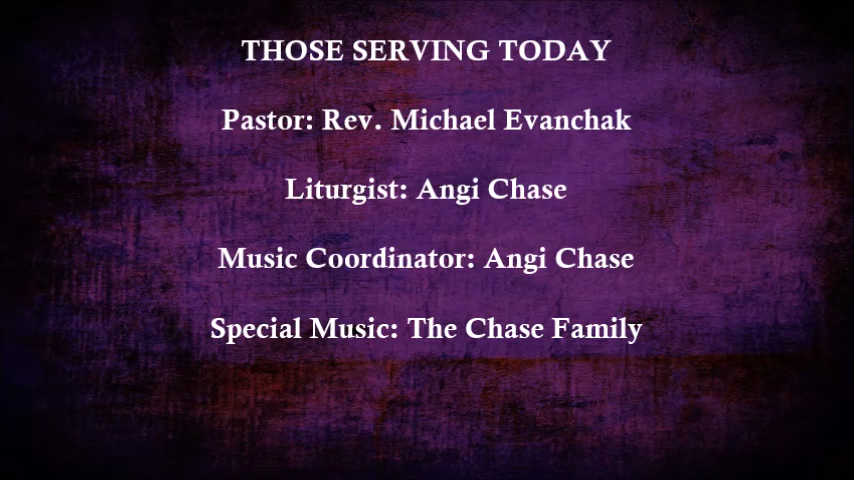 THOSE SERVING TODAY
Pastor: Rev. Michael Evanchak
Liturgist: Angi Chase
Music Coordinator: Angi Chase
Special Music: The Chase Family